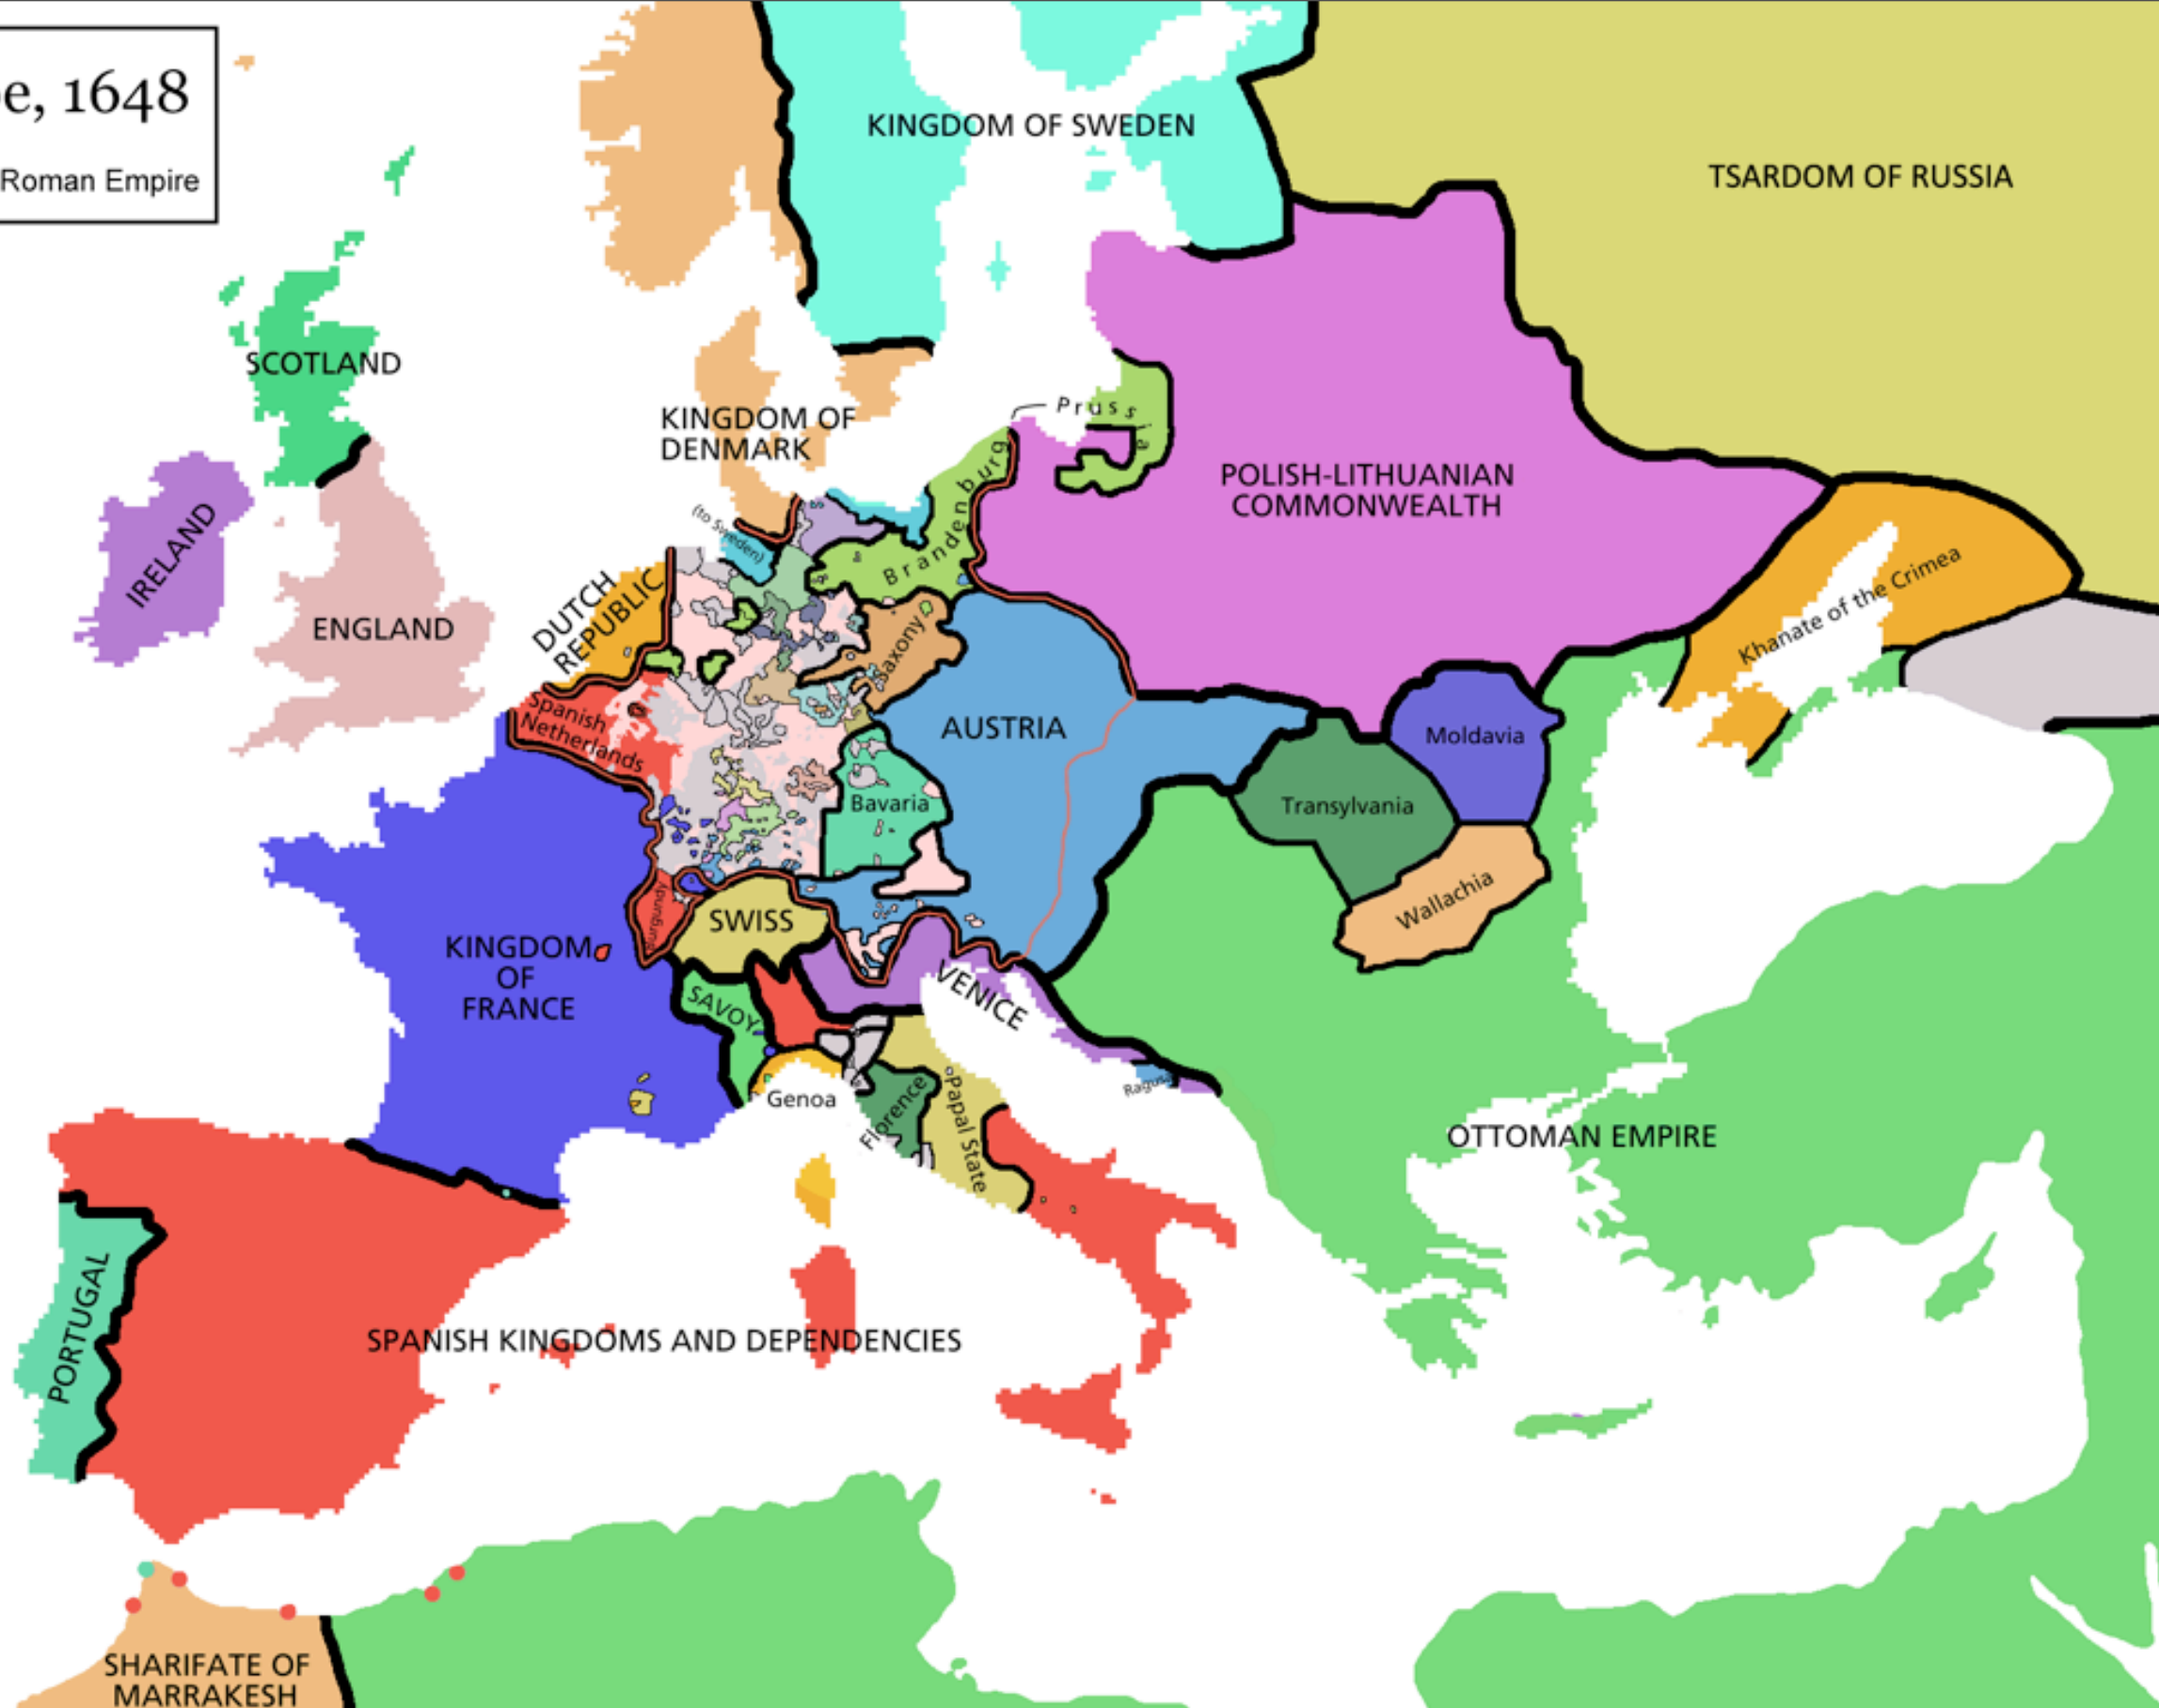 e, 1648
Roman Empire
KINGDOM OF SWEDEN
TSARDOM OF RUSSIA
SCOTLAND
KINGDOM OF
DENMARK
Prussia
POLISH-LITHUANIAN
COMMONWEALTH
IRELAND
(to Sweden)
Brandenburg
ENGLAND
DUTCH
REPUBLIC
Khanate of the Crimea
Saxony
Spanish
Netherlands
AUSTRIA
Moldavia
Bavaria
Transylvania
Wallachia
Burgundy
SWISS
KINGDOM
OF
FRANCE
SAVOY
VENICE
Genoa
Florence
Papal State
Ragusa
OTTOMAN EMPIRE
PORTUGAL
SPANISH KINGDOMS AND DEPENDENCIES
SHARIFATE OF
MARRAKESH